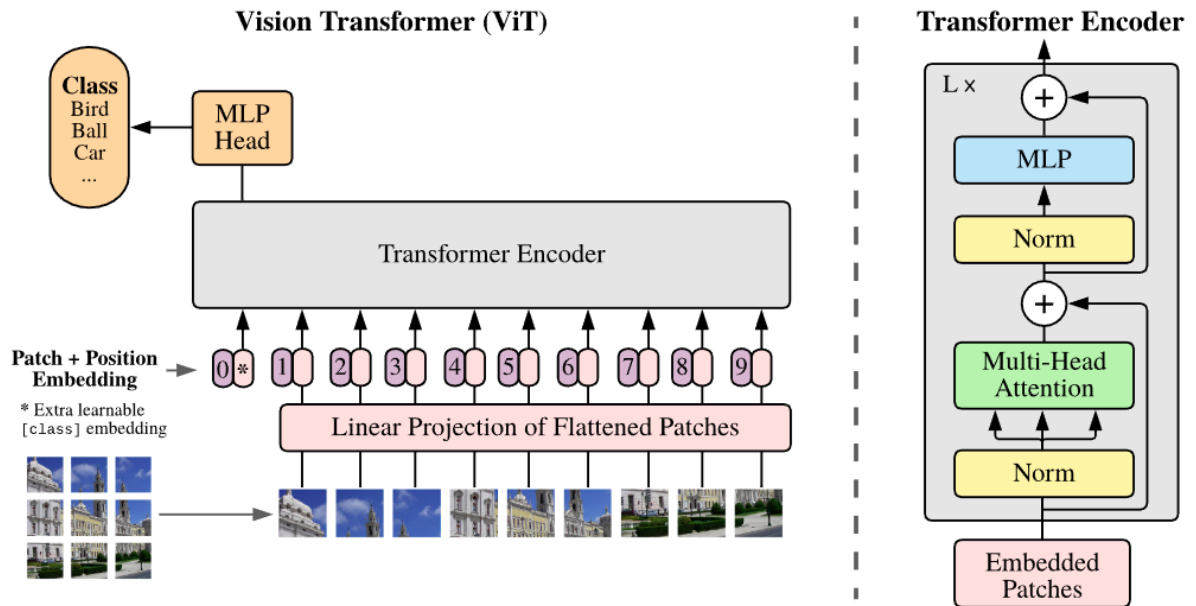 Vision Transformer (ViT)
Class
Bird
Ball
Car
...
MLP
Head
Transformer Encoder
Patch + Position
Embedding
0 * 1 2 3 4 5 6 7 8 9
* Extra learnable
[class] embedding
Linear Projection of Flattened Patches
Transformer Encoder
L ×
+
MLP
Norm
+
Multi-Head
Attention
Norm
Embedded
Patches